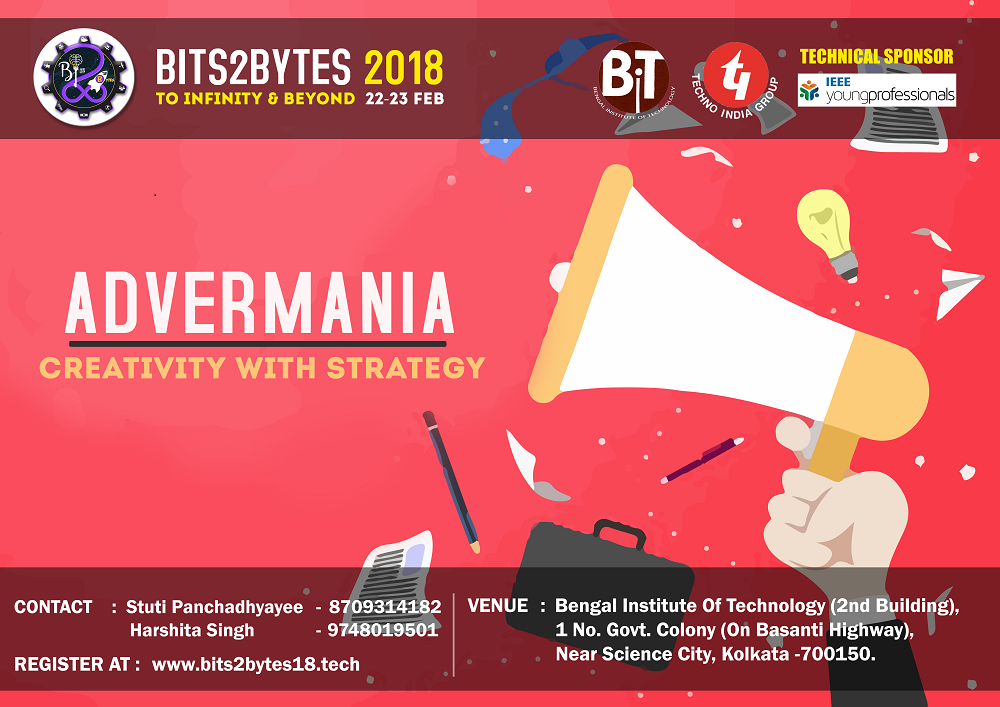 BITS2BYTES 2018
TO INFINITY & BEYOND 22-23 FEB
BiT
BENGAL INSTITUTE OF TECHNOLOGY
TECHNO INDIA GROUP
TECHNICAL SPONSOR
IEEE
youngprofessionals
ADVERMANIA
CREATIVITY WITH STRATEGY
CONTACT : Stuti Panchadhyayee - 8709314182
Harshita Singh - 9748019501
REGISTER AT : www.bits2bytes18.tech
VENUE : Bengal Institute Of Technology (2nd Building),
1 No. Govt. Colony (On Basanti Highway),
Near Science City, Kolkata -700150.